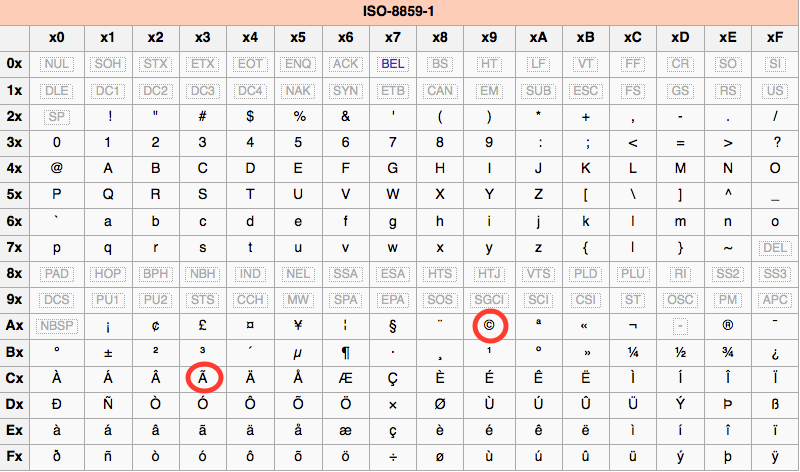 ISO-8859-1
x0 x1 x2 x3 x4 x5 x6 x7 x8 x9 xA xB xC xD xE xF
0x NUL SOH STX ETX EOT ENQ ACK BEL BS HT LF VT FF CR SO SI
1x DLE DC1 DC2 DC3 DC4 NAK SYN ETB CAN EM SUB ESC FS GS RS US
2x SP ! " # $ % & ' ( ) * + , - . /
3x 0 1 2 3 4 5 6 7 8 9 : ; < = > ?
4x @ A B C D E F G H I J K L M N O
5x P Q R S T U V W X Y Z [ \ ] ^ _
6x ` a b c d e f g h i j k l m n o
7x p q r s t u v w x y z { | } ~ DEL
8x PAD HOP BPH NBH IND NEL SSA ESA HTS HTJ VTS PLD PLU RI SS2 SS3
9x DCS PU1 PU2 STS CCH MW SPA EPA SOS SGCI SCI CSI ST OSC PM APC
Ax NBSP ¡ ¢ £ ¤ ¥ ¦ § ¨ © ª « ¬ - ® ¯
Bx ° ± ² ³ ´ µ ¶ · ¸ ¹ º » ¼ ½ ¾ ¿
Cx À Á Â Ã Ä Å Æ Ç È É Ê Ë Ì Í Î Ï
Dx Ð Ñ Ò Ó Ô Õ Ö × Ø Ù Ú Û Ü Ý Þ ß
Ex à á â ã ä å æ ç è é ê ë ì í î ï
Fx ð ñ ò ó ô õ ö ÷ ø ù ú û ü ý þ ÿ